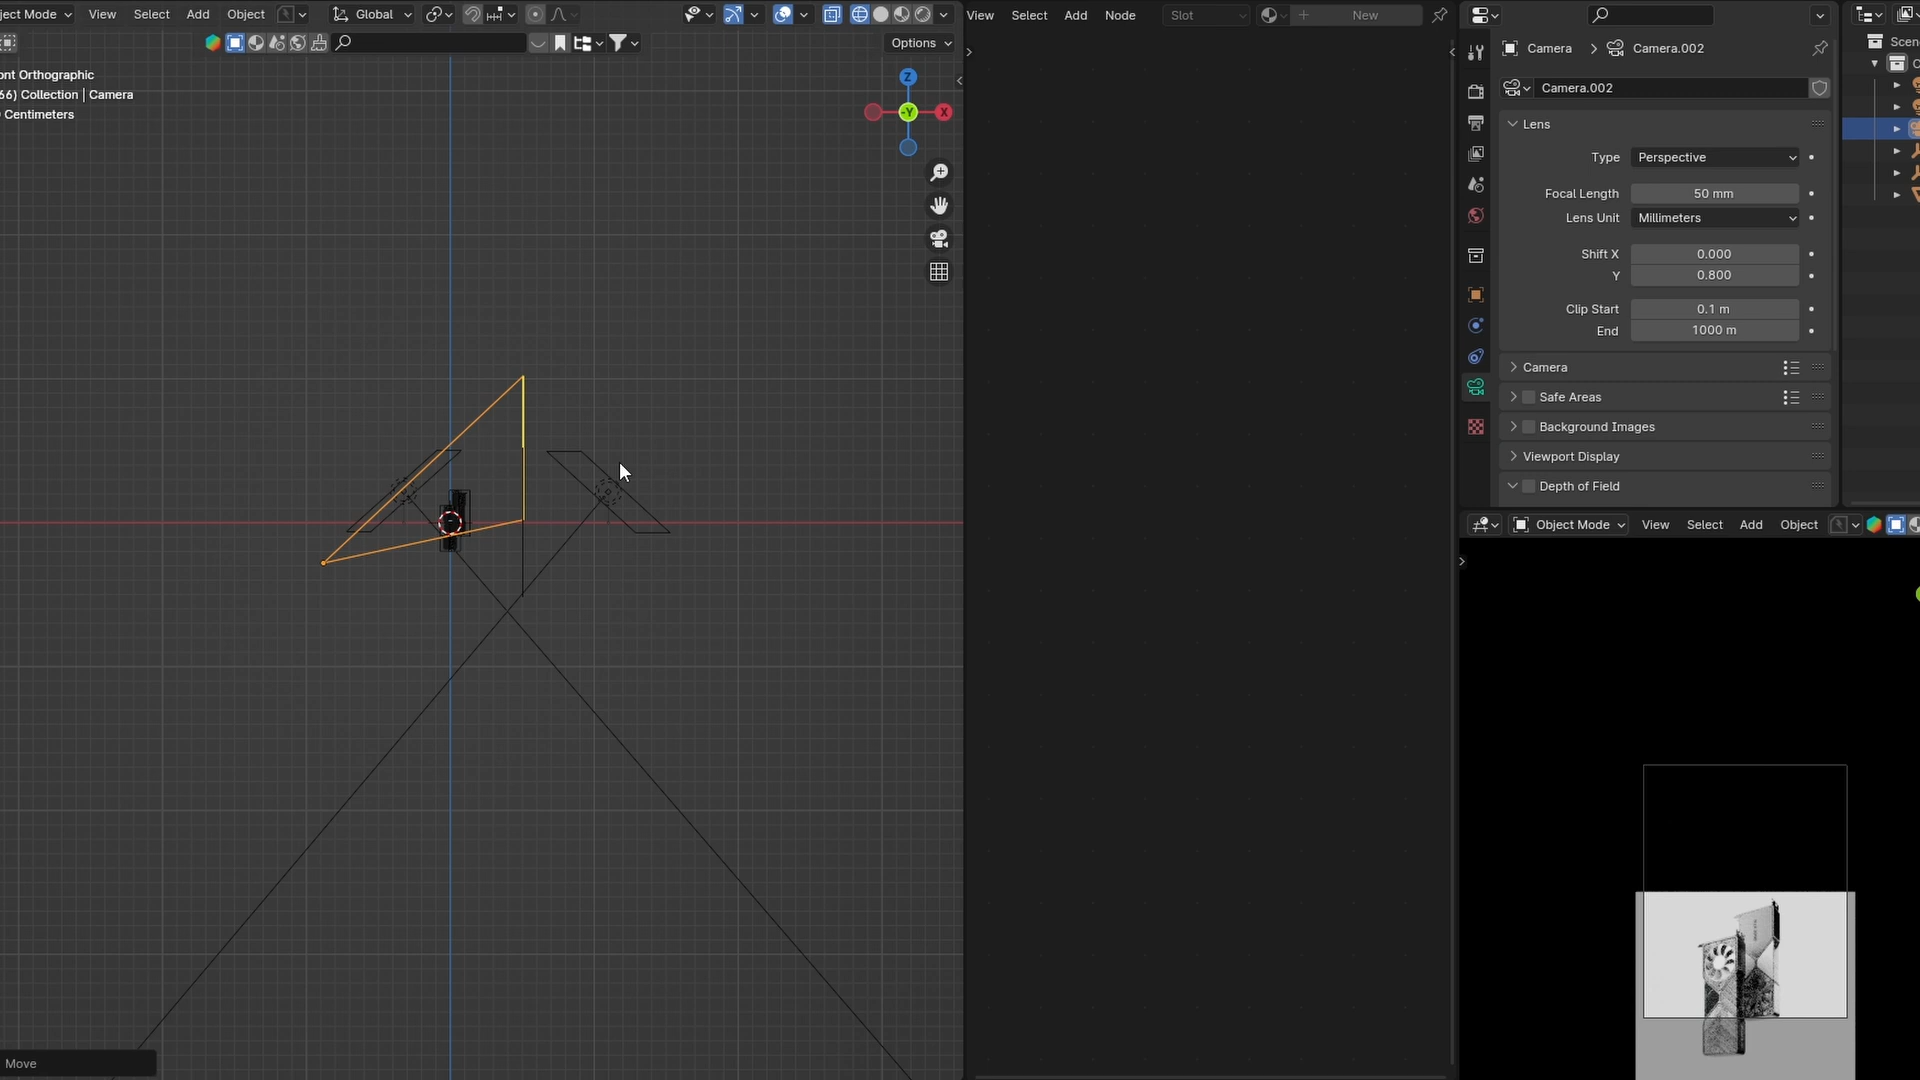 ject Mode View Select Add Object Global
View Select Add Node Slot New
Options
ont Orthographic
66) Collection | Camera
Centimeters
Z
-Y
X
Move
Camera > Camera.002
Camera.002
Lens
Type Perspective
Focal Length 50 mm
Lens Unit Millimeters
Shift X 0.000
Y 0.800
Clip Start 0.1 m
End 1000 m
Camera
Safe Areas
Background Images
Viewport Display
Depth of Field
Scen
C
Object Mode View Select Add Object